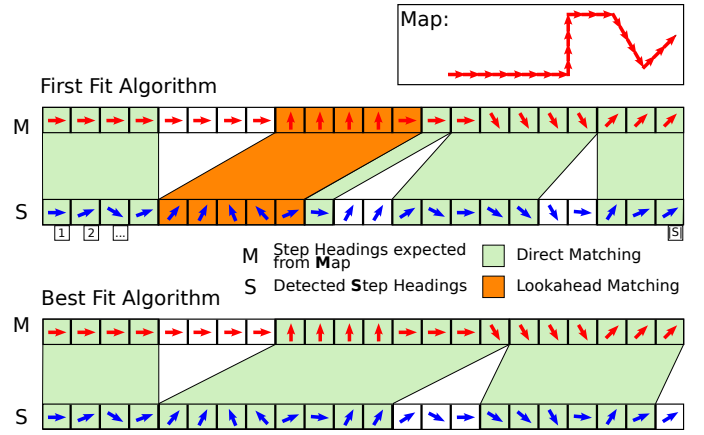 Map:
First Fit Algorithm
M
S
1 2 ... |S|
M Step Headings expected from Map
Direct Matching
S Detected Step Headings
Lookahead Matching
Best Fit Algorithm
M
S